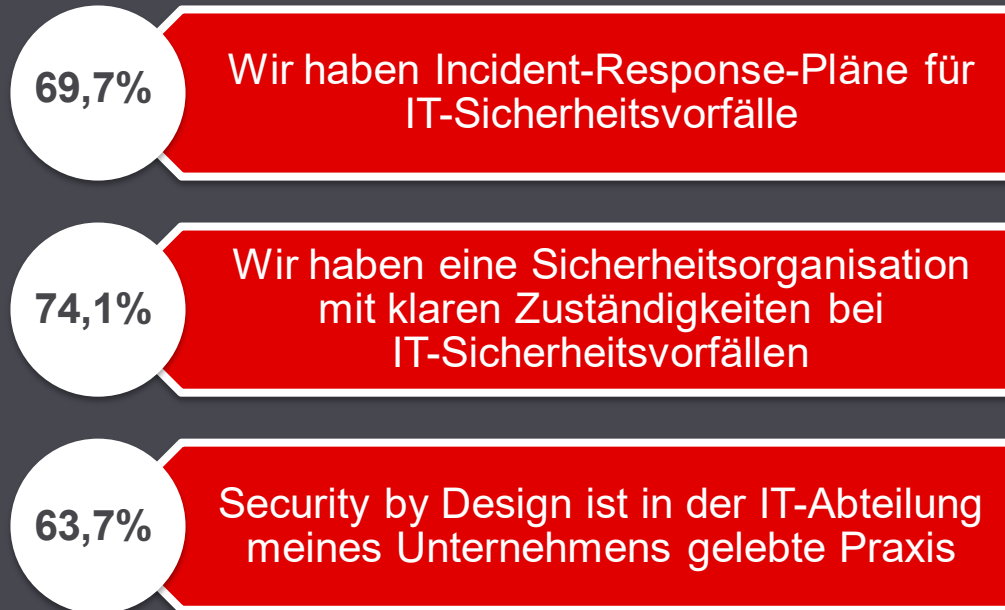 69,7%
Wir haben Incident-Response-Pläne für
IT-Sicherheitsvorfälle
74,1%
Wir haben eine Sicherheitsorganisation
mit klaren Zuständigkeiten bei
IT-Sicherheitsvorfällen
63,7%
Security by Design ist in der IT-Abteilung
meines Unternehmens gelebte Praxis